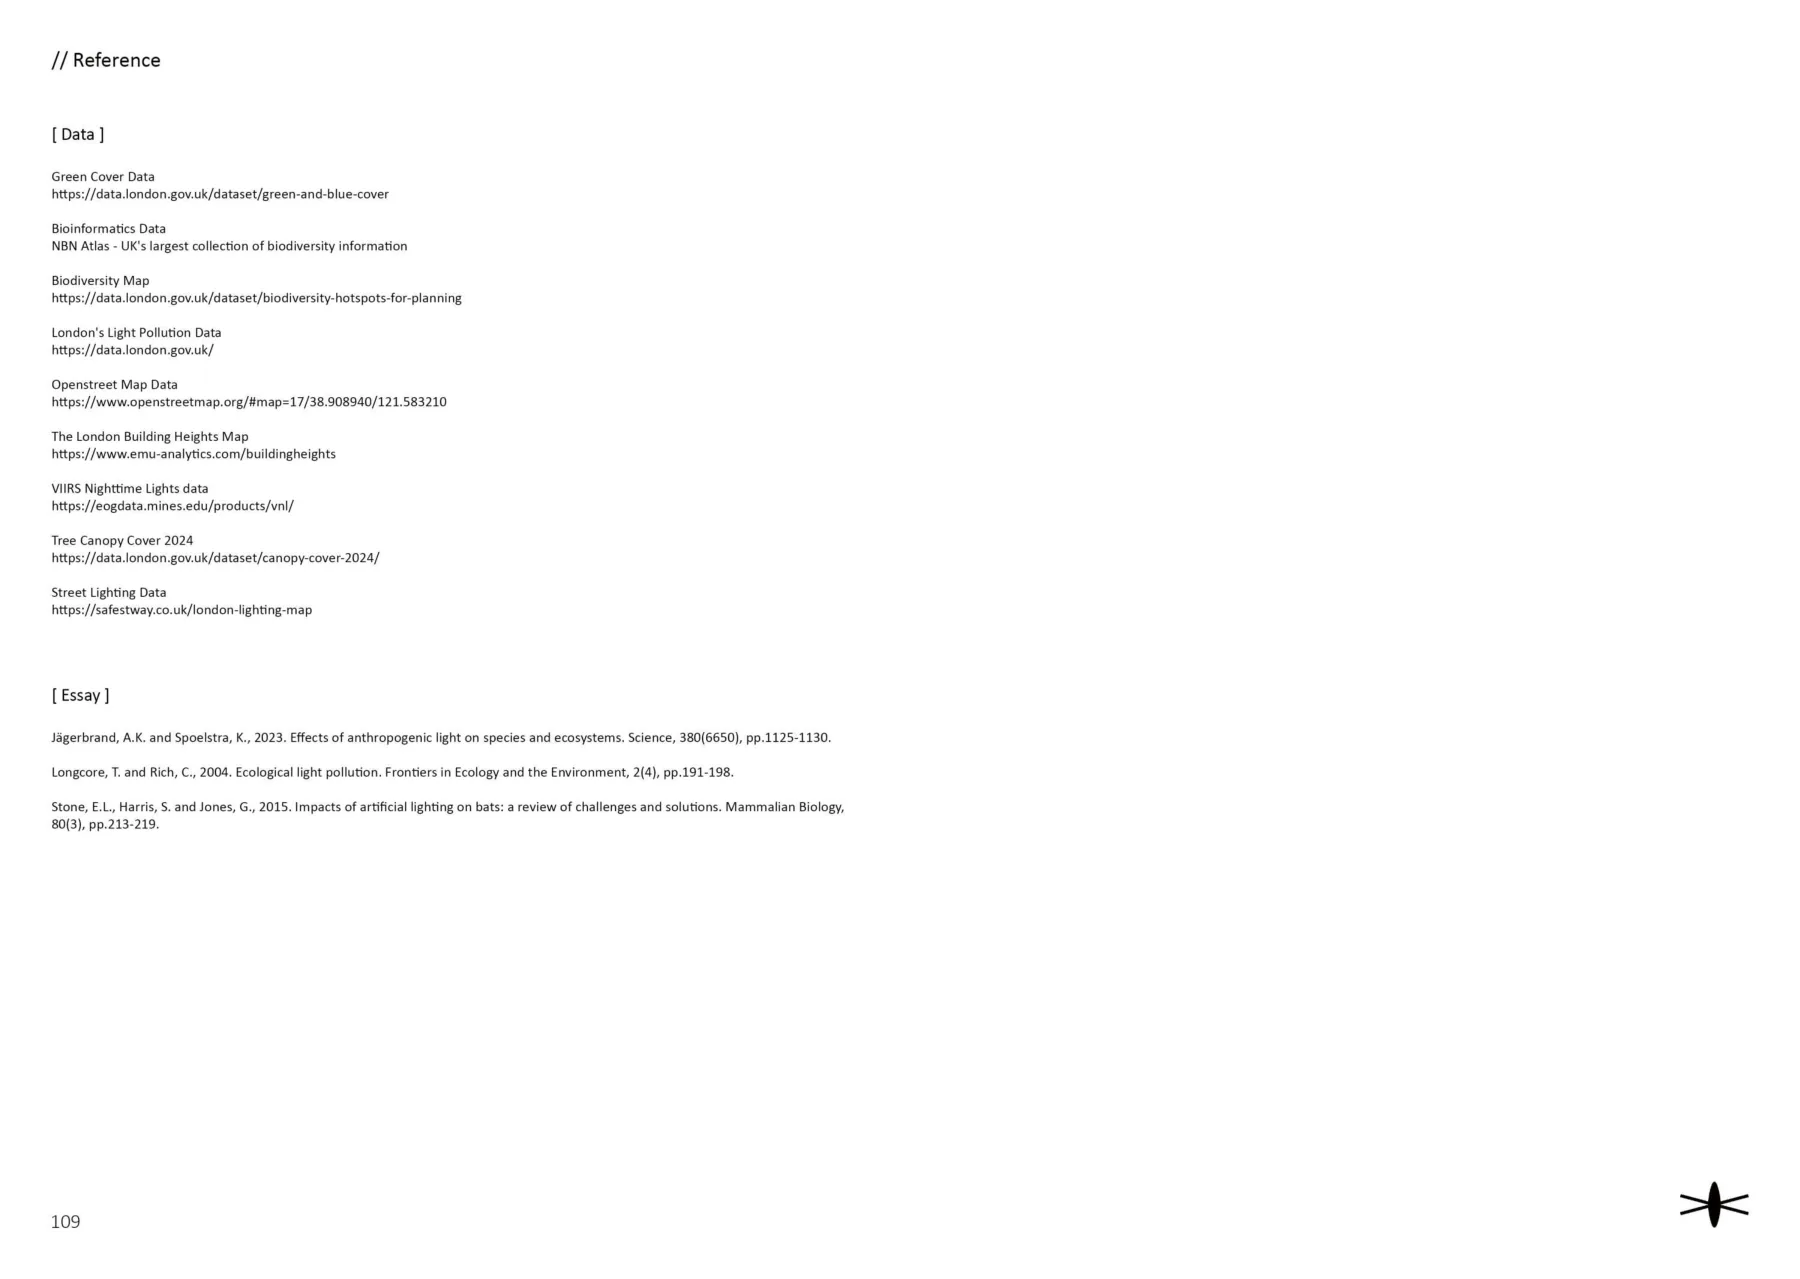 // Reference
[ Data ]
Green Cover Data
https://data.london.gov.uk/dataset/green-and-blue-cover
Bioinformatics Data
NBN Atlas - UK's largest collection of biodiversity information
Biodiversity Map
https://data.london.gov.uk/dataset/biodiversity-hotspots-for-planning
London's Light Pollution Data
https://data.london.gov.uk/
Openstreet Map Data
https://www.openstreetmap.org/#map=17/38.908940/121.583210
The London Building Heights Map
https://www.emu-analytics.com/buildingheights
VIIRS Nighttime Lights data
https://eogdata.mines.edu/products/vnl/
Tree Canopy Cover 2024
https://data.london.gov.uk/dataset/canopy-cover-2024/
Street Lighting Data
https://safestway.co.uk/london-lighting-map
[ Essay ]
Jägerbrand, A.K. and Spoelstra, K., 2023. Effects of anthropogenic light on species and ecosystems. Science, 380(6650), pp.1125-1130.
Longcore, T. and Rich, C., 2004. Ecological light pollution. Frontiers in Ecology and the Environment, 2(4), pp.191-198.
Stone, E.L., Harris, S. and Jones, G., 2015. Impacts of artificial lighting on bats: a review of challenges and solutions. Mammalian Biology,
80(3), pp.213-219.
109